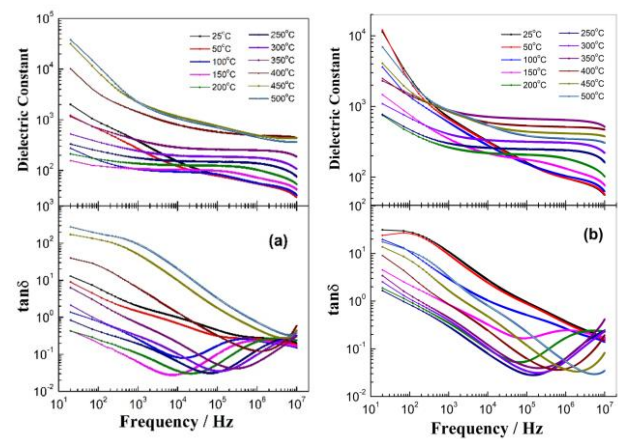 10⁵
25°C 250°C
50°C 300°C
100°C 350°C
150°C 400°C
200°C 450°C
500°C
10⁴
10³
10²
10³
Dielectric Constant
(a)
10²
10¹
10⁰
10⁻¹
10⁻²
tanδ
10¹ 10² 10³ 10⁴ 10⁵ 10⁶ 10⁷
Frequency / Hz
10⁴
25°C 250°C
50°C 300°C
100°C 350°C
150°C 400°C
200°C 450°C
500°C
10³
10²
Dielectric Constant
(b)
10²
10¹
10⁰
10⁻¹
10⁻²
tanδ
10¹ 10² 10³ 10⁴ 10⁵ 10⁶ 10⁷
Frequency / Hz